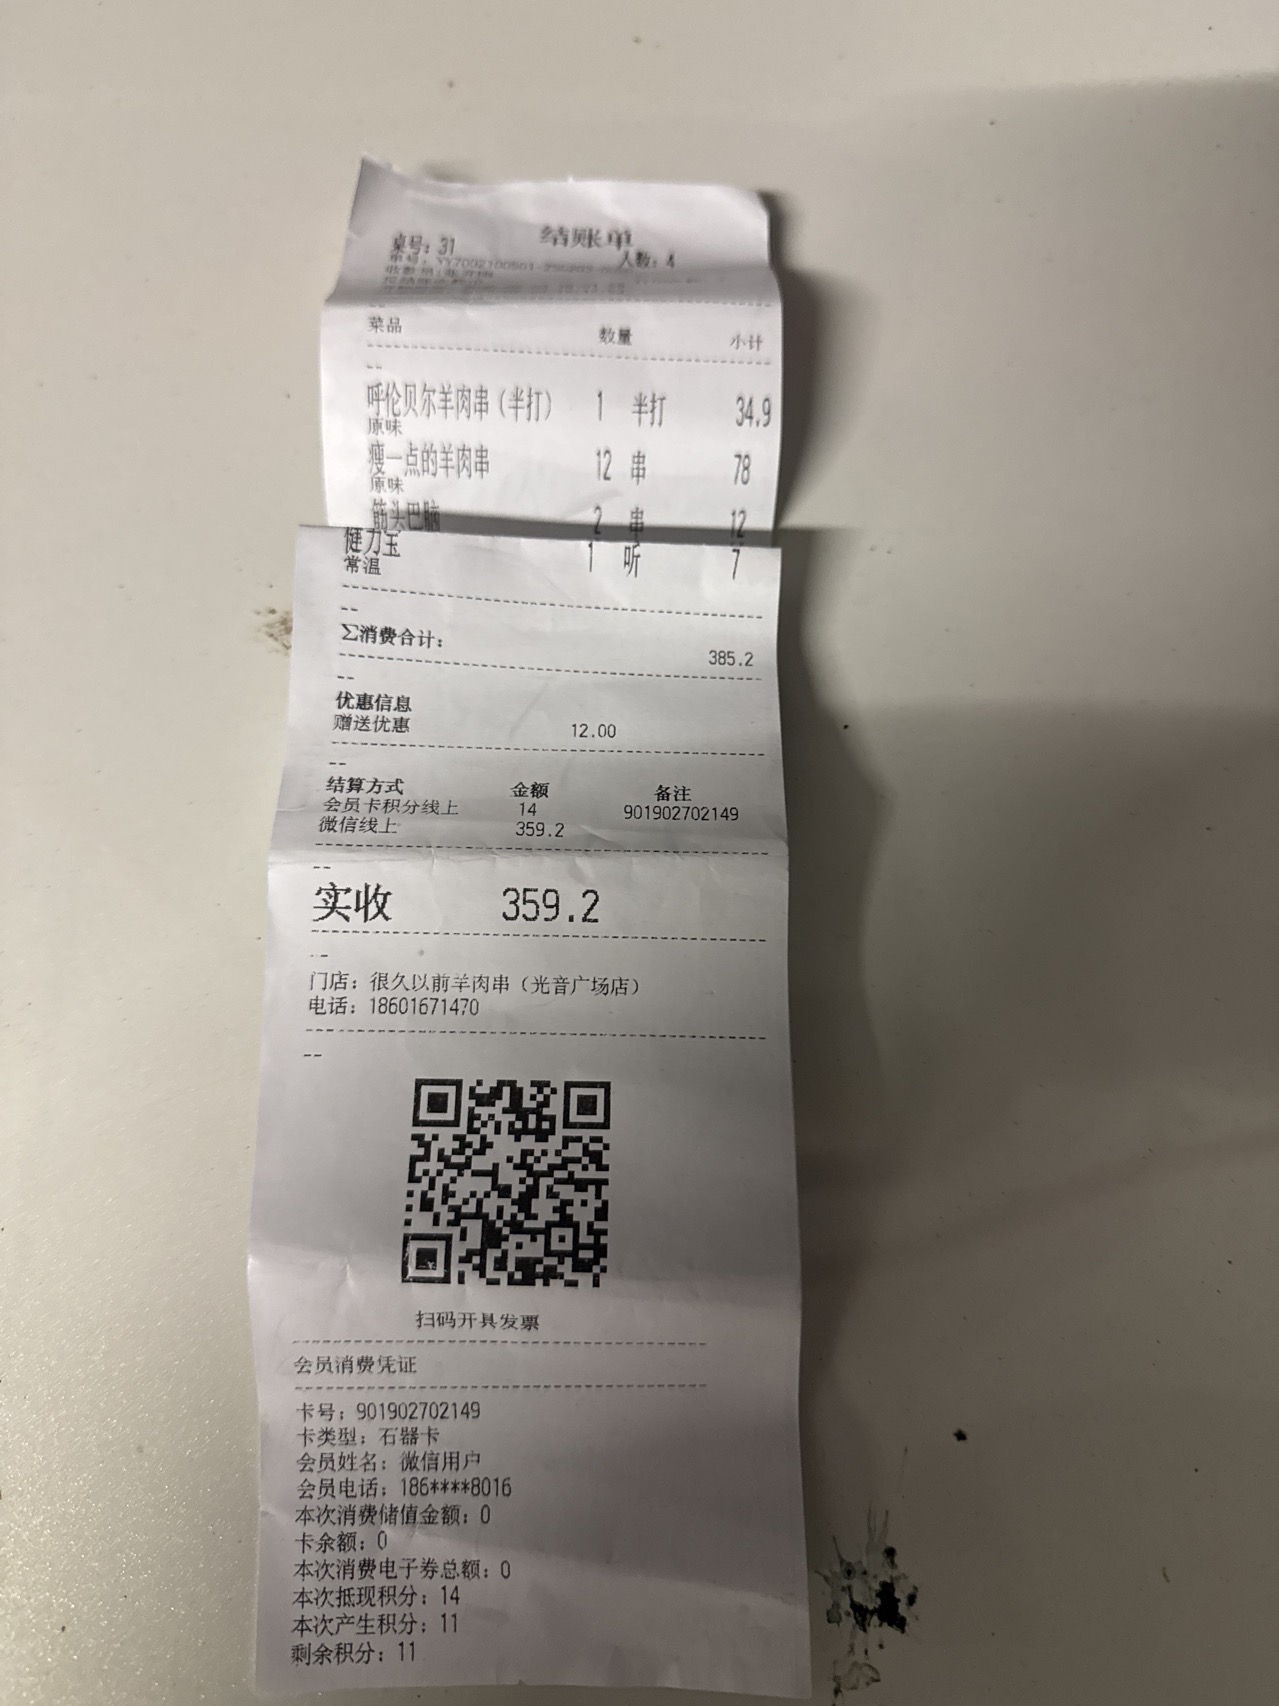 结账单
桌号：31 人数：4
菜品 数量 小计
--
呼伦贝尔羊肉串（半打） 1 半打 34.9
原味
瘦一点的羊肉串 12 串 78
原味
筋头巴脑 2 串 12
健力宝 1 听 7
常温
--
∑消费合计： 385.2
--
优惠信息
赠送优惠 12.00
--
结算方式 金额 备注
会员卡积分线上 14 901902702149
微信线上 359.2
--
实收 359.2
--
门店：很久以前羊肉串（光音广场店）
电话：18601671470
--
扫码开具发票
会员消费凭证
卡号：901902702149
卡类型：石器卡
会员姓名：微信用户
会员电话：186****8016
本次消费储值金额：0
卡余额：0
本次消费电子券总额：0
本次抵现积分：14
本次产生积分：11
剩余积分：11